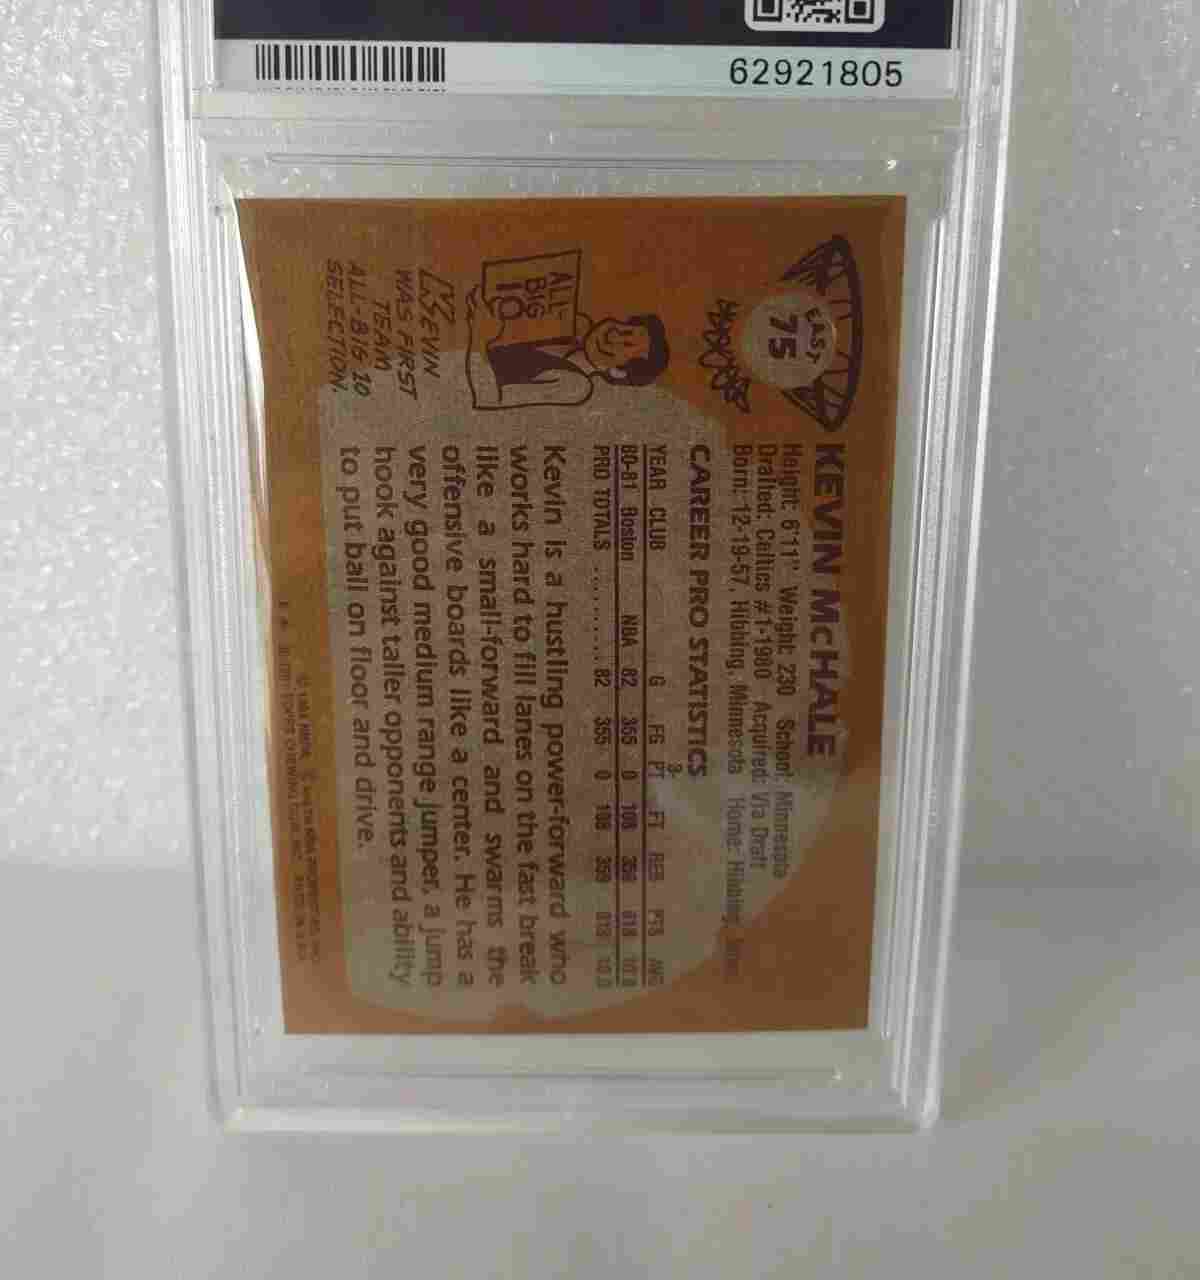 62921805
EAST
75
KEVIN McHALE
Height: 6'11" Weight: 230 School: Minnesota
Drafted: Celtics #1-1980 Acquired: Via Draft
Born: 12-19-57, Hibbing, Minnesota Home: Hibbing,
CAREER PRO STATISTICS
YEAR CLUB G FG 3-PT FT REB PTS AVG
80-81 Boston NBA 82 355 0 108 359 818 10.0
PRO TOTALS .......... 82 355 0 108 359 818 10.0
Kevin is a hustling power-forward who
works hard to fill lanes on the fast break
like a small-forward and swarms the
offensive boards like a center. He has a
very good medium range jumper, a jump
hook against taller opponents and ability
to put ball on floor and drive.
ALL-
BIG
10
KEVIN
WAS FIRST
TEAM
ALL-BIG 10
SELECTION.